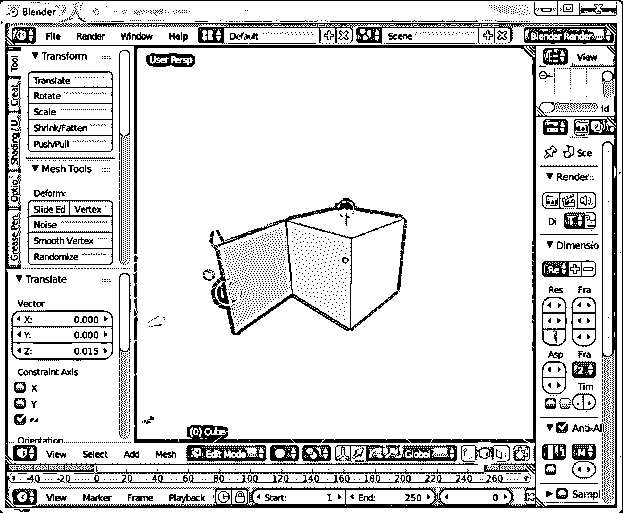 Blender
File Render Window Help Default Scene Blender Render
Transform
Translate
Rotate
Scale
Shrink/Fatten
Push/Pull
Mesh Tools
Deform:
Slide Ed Vertex
Noise
Smooth Vertex
Randomize
Tool
Creat
Shading / U
Optio
Grease Pen
Translate
Vector
X: 0.000
Y: 0.000
Z: 0.015
Constraint Axis
X
Y
Orientation
User Persp
(0) Cube
View
Id
Sce
Render
Di
Dimensio
Re
Res Fra
Asp Fra
Tim
Anti-Al
Sampl
View Select Add Mesh Edit Mode Global
-40 -20 0 20 40 60 80 100 120 140 160 180 200 220 240 260
View Marker Frame Playback Start: 1 End: 250 0